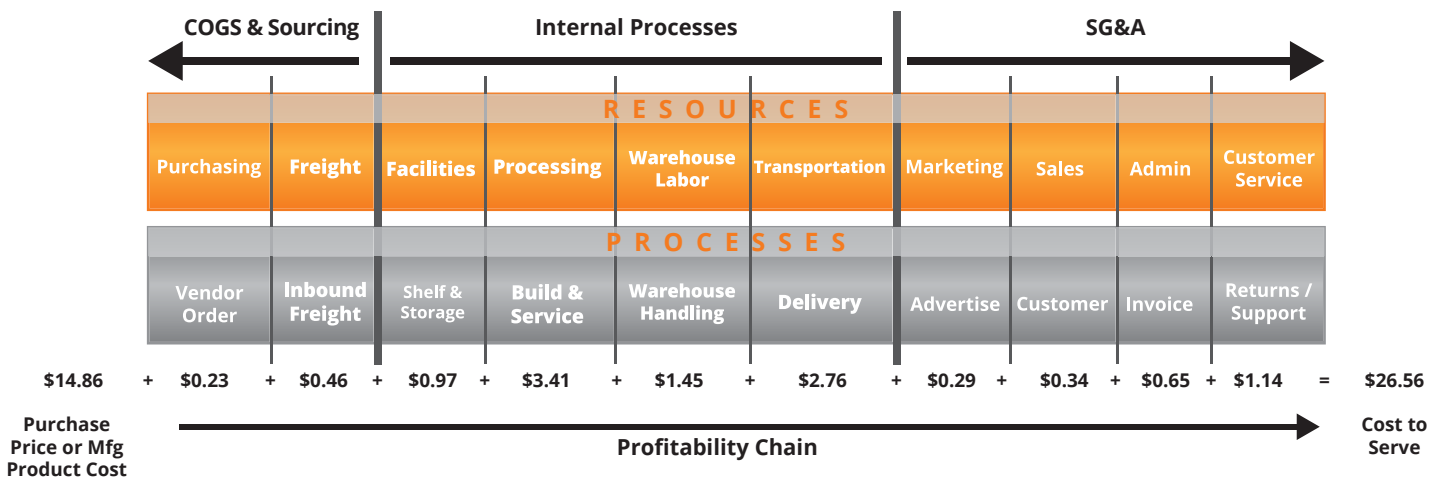 COGS & Sourcing Internal Processes SG&A
RESOURCES
Purchasing Freight Facilities Processing Warehouse Labor Transportation Marketing Sales Admin Customer Service
PROCESSES
Vendor Order Inbound Freight Shelf & Storage Build & Service Warehouse Handling Delivery Advertise Customer Invoice Returns / Support
$14.86 + $0.23 + $0.46 + $0.97 + $3.41 + $1.45 + $2.76 + $0.29 + $0.34 + $0.65 + $1.14 = $26.56
Purchase
Price or Mfg
Product Cost
Profitability Chain
Cost to
Serve